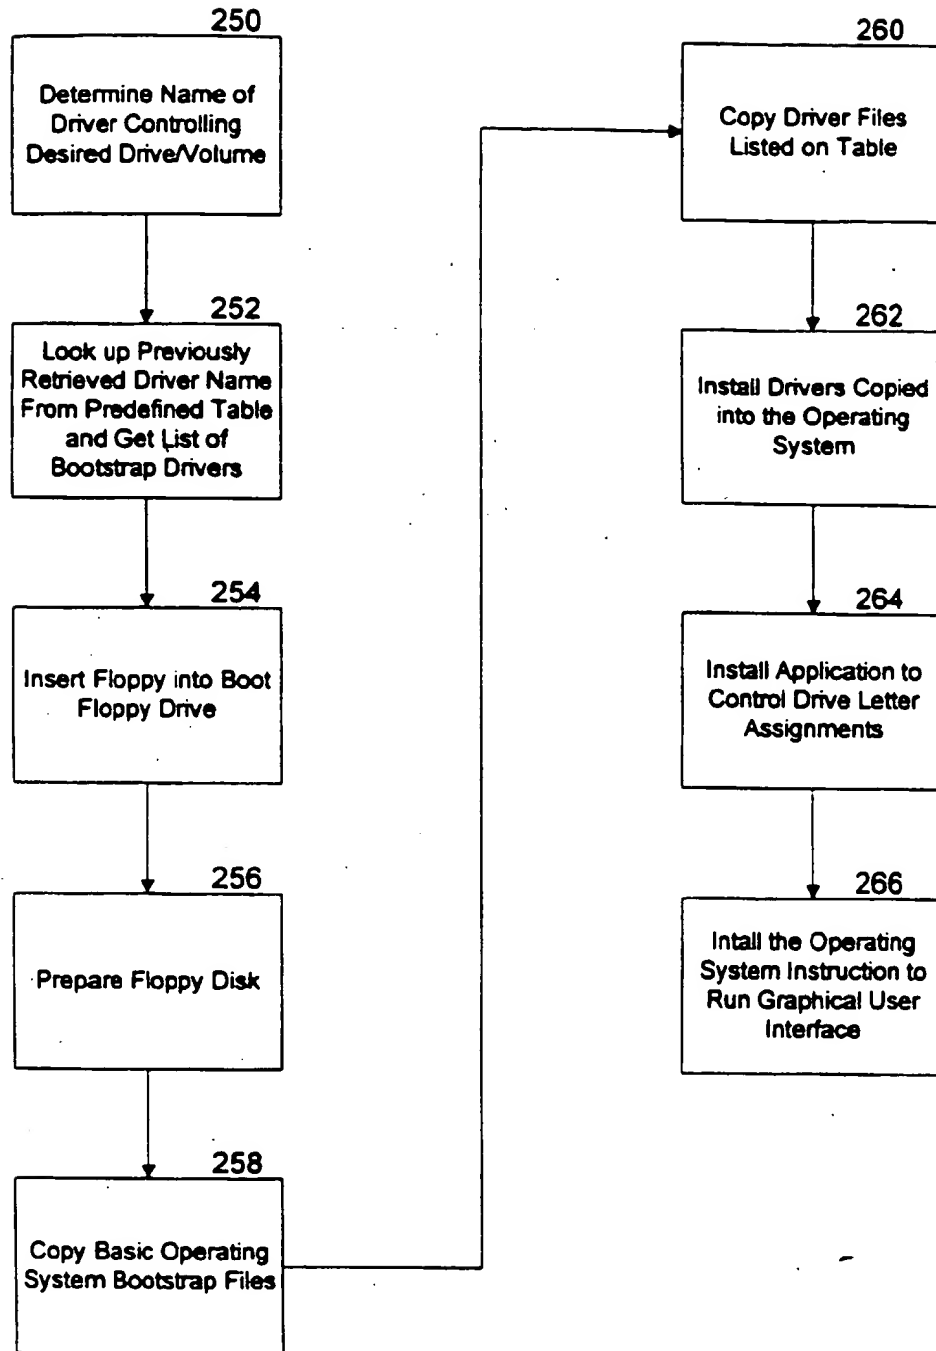 250
Determine Name of
Driver Controlling
Desired Drive/Volume
252
Look up Previously
Retrieved Driver Name
From Predefined Table
and Get List of
Bootstrap Drivers
254
Insert Floppy into Boot
Floppy Drive
256
Prepare Floppy Disk
258
Copy Basic Operating
System Bootstrap Files
260
Copy Driver Files
Listed on Table
262
Install Drivers Copied
into the Operating
System
264
Install Application to
Control Drive Letter
Assignments
266
Intall the Operating
System Instruction to
Run Graphical User
Interface